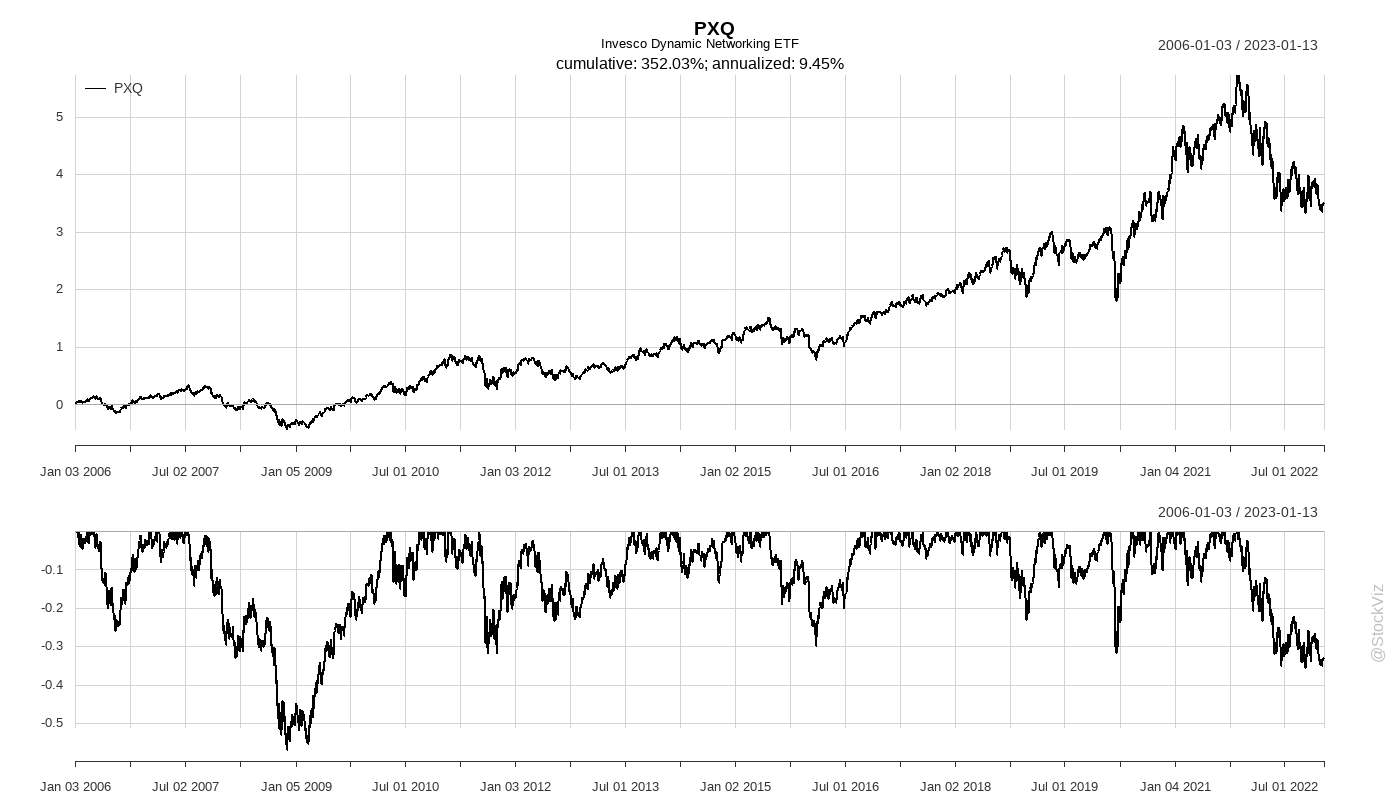 PXQ
Invesco Dynamic Networking ETF
2006-01-03 / 2023-01-13
cumulative: 352.03%; annualized: 9.45%
PXQ
5
4
3
2
1
0
Jan 03 2006 Jul 02 2007 Jan 05 2009 Jul 01 2010 Jan 03 2012 Jul 01 2013 Jan 02 2015 Jul 01 2016 Jan 02 2018 Jul 01 2019 Jan 04 2021 Jul 01 2022
2006-01-03 / 2023-01-13
-0.1
-0.2
-0.3
-0.4
-0.5
Jan 03 2006 Jul 02 2007 Jan 05 2009 Jul 01 2010 Jan 03 2012 Jul 01 2013 Jan 02 2015 Jul 01 2016 Jan 02 2018 Jul 01 2019 Jan 04 2021 Jul 01 2022
@StockViz